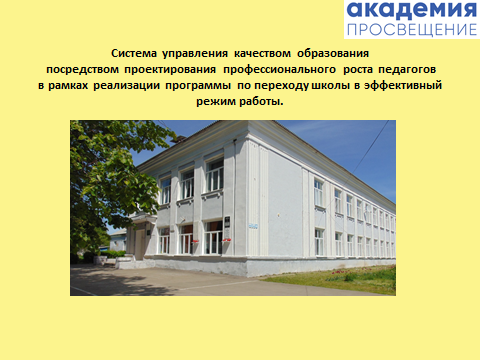 академия
ПРОСВЕЩЕНИЕ
Система управления качеством образования
посредством проектирования профессионального роста педагогов
в рамках реализации программы по переходу школы в эффективный
режим работы.